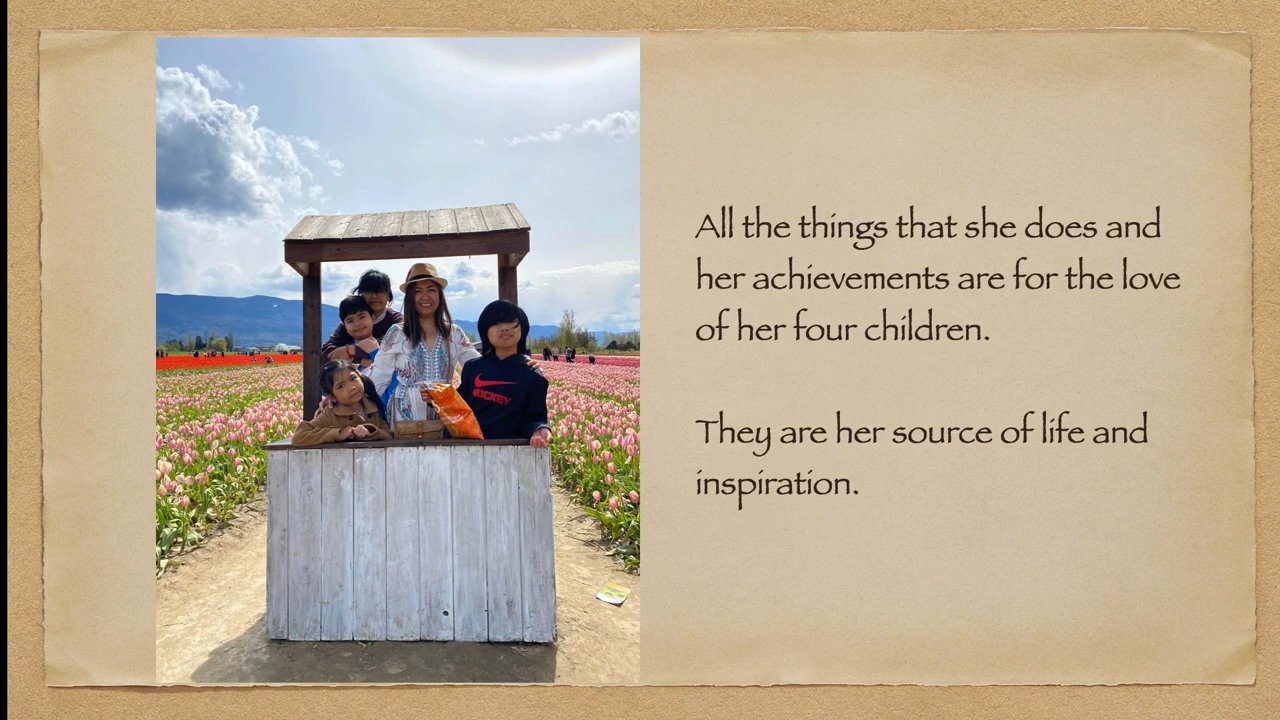 All the things that she does and
her achievements are for the love
of her four children.
They are her source of life and
inspiration.
HOCKEY